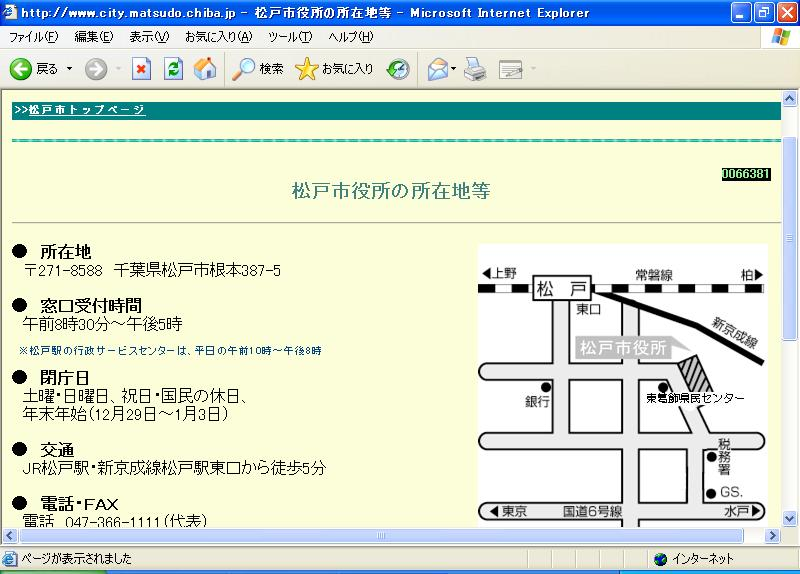 http://www.city.matsudo.chiba.jp - 松戸市役所の所在地等 - Microsoft Internet Explorer
ファイル(F) 編集(E) 表示(V) お気に入り(A) ツール(T) ヘルプ(H)
戻る 検索 お気に入り
>>松戸市トップページ
0066381
松戸市役所の所在地等
● 所在地
〒271-8588 千葉県松戸市根本387-5
● 窓口受付時間
午前8時30分～午後5時
※松戸駅の行政サービスセンターは、平日の午前10時～午後8時
● 閉庁日
土曜・日曜日、祝日・国民の休日、
年末年始(12月29日～1月3日)
● 交通
JR松戸駅・新京成線松戸駅東口から徒歩5分
● 電話・FAX
電話 047-366-1111(代表)
◀上野 常磐線 柏▶
松 戸
東口
新京成線
松戸市役所
銀行
東葛飾県民センター
税務署
GS.
◀東京 国道6号線 水戸▶
ページが表示されました
インターネット